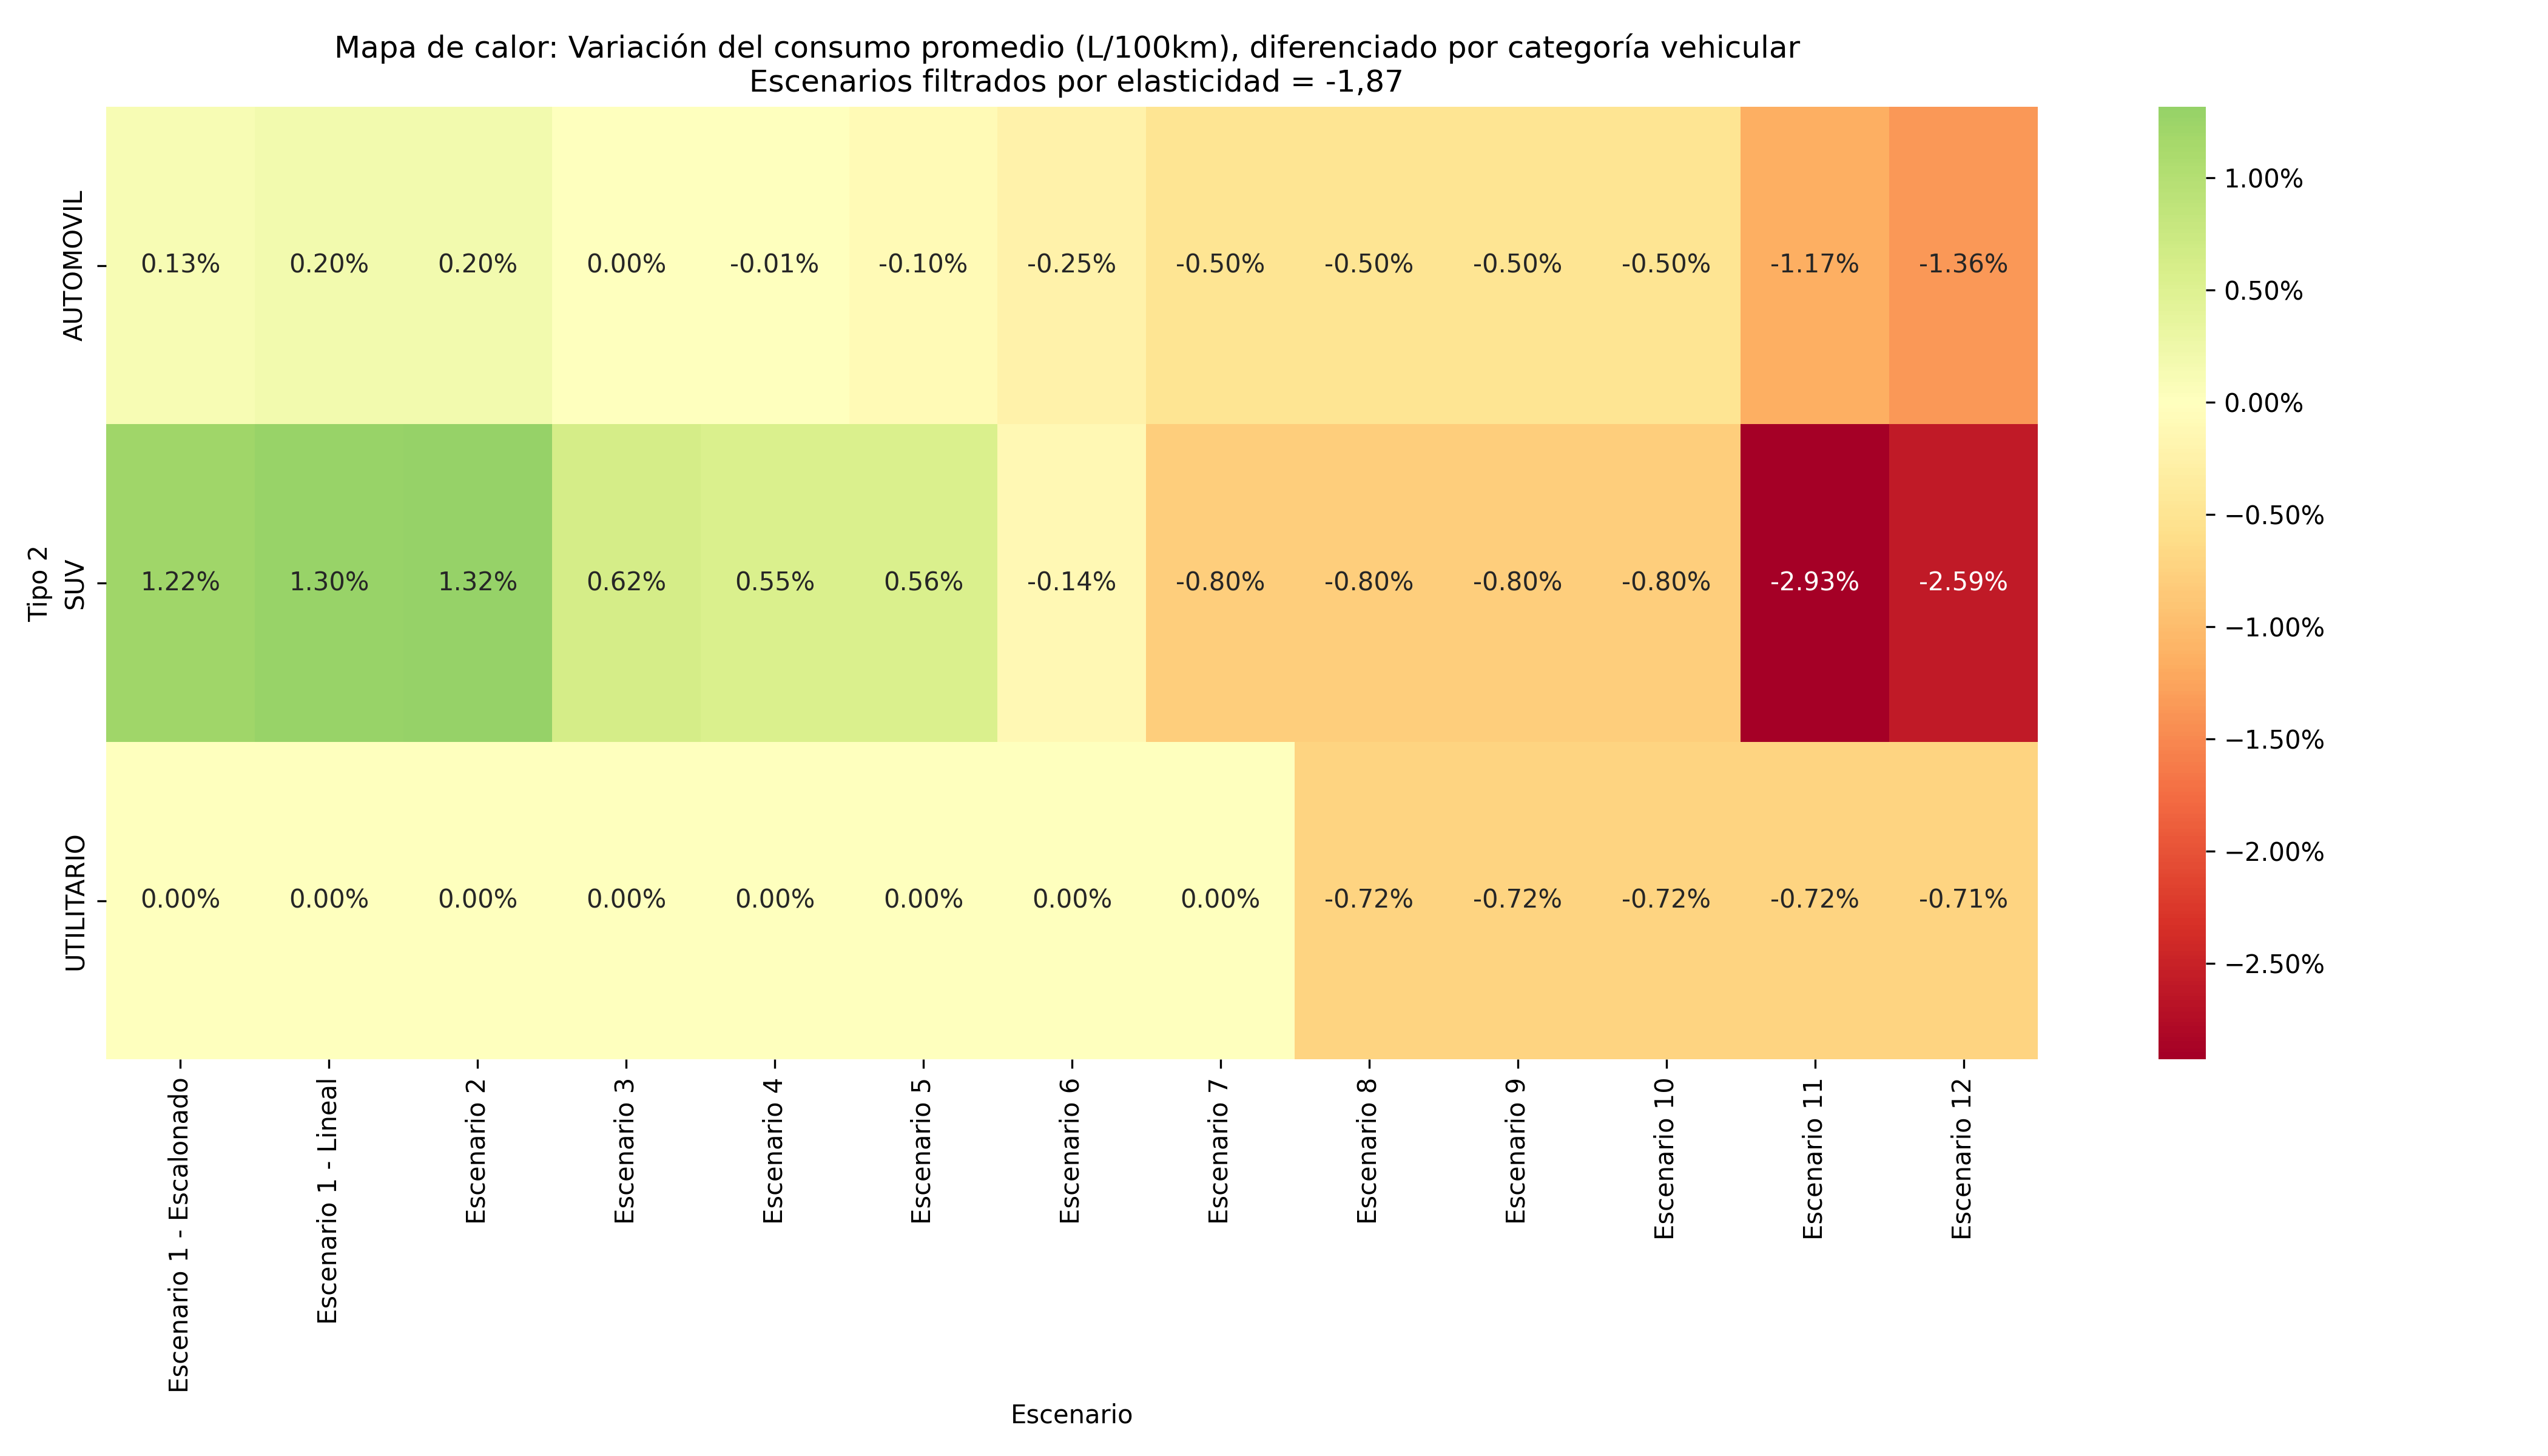 Mapa de calor: Variación del consumo promedio (L/100km), diferenciado por categoría vehicular
Escenarios filtrados por elasticidad = -1,87
Tipo 2
AUTOMOVIL
0.13% 0.20% 0.20% 0.00% -0.01% -0.10% -0.25% -0.50% -0.50% -0.50% -0.50% -1.17% -1.36%
SUV
1.22% 1.30% 1.32% 0.62% 0.55% 0.56% -0.14% -0.80% -0.80% -0.80% -0.80% -2.93% -2.59%
UTILITARIO
0.00% 0.00% 0.00% 0.00% 0.00% 0.00% 0.00% 0.00% -0.72% -0.72% -0.72% -0.72% -0.71%
Escenario 1 - Escalonado
Escenario 1 - Lineal
Escenario 2
Escenario 3
Escenario 4
Escenario 5
Escenario 6
Escenario 7
Escenario 8
Escenario 9
Escenario 10
Escenario 11
Escenario 12
Escenario
1.00%
0.50%
0.00%
−0.50%
−1.00%
−1.50%
−2.00%
−2.50%